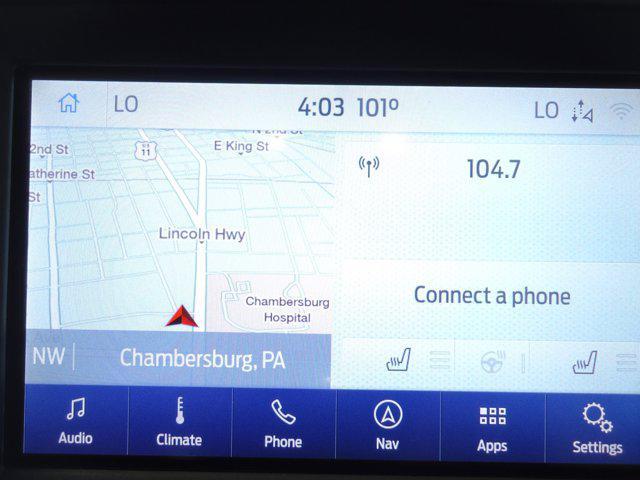 LO 4:03 101° LO
N 2nd St
2nd St
US
11
E King St
atherine St
St
104.7
Lincoln Hwy
Connect a phone
Chambersburg
Hospital
NW Chambersburg, PA
Audio Climate Phone Nav Apps Settings